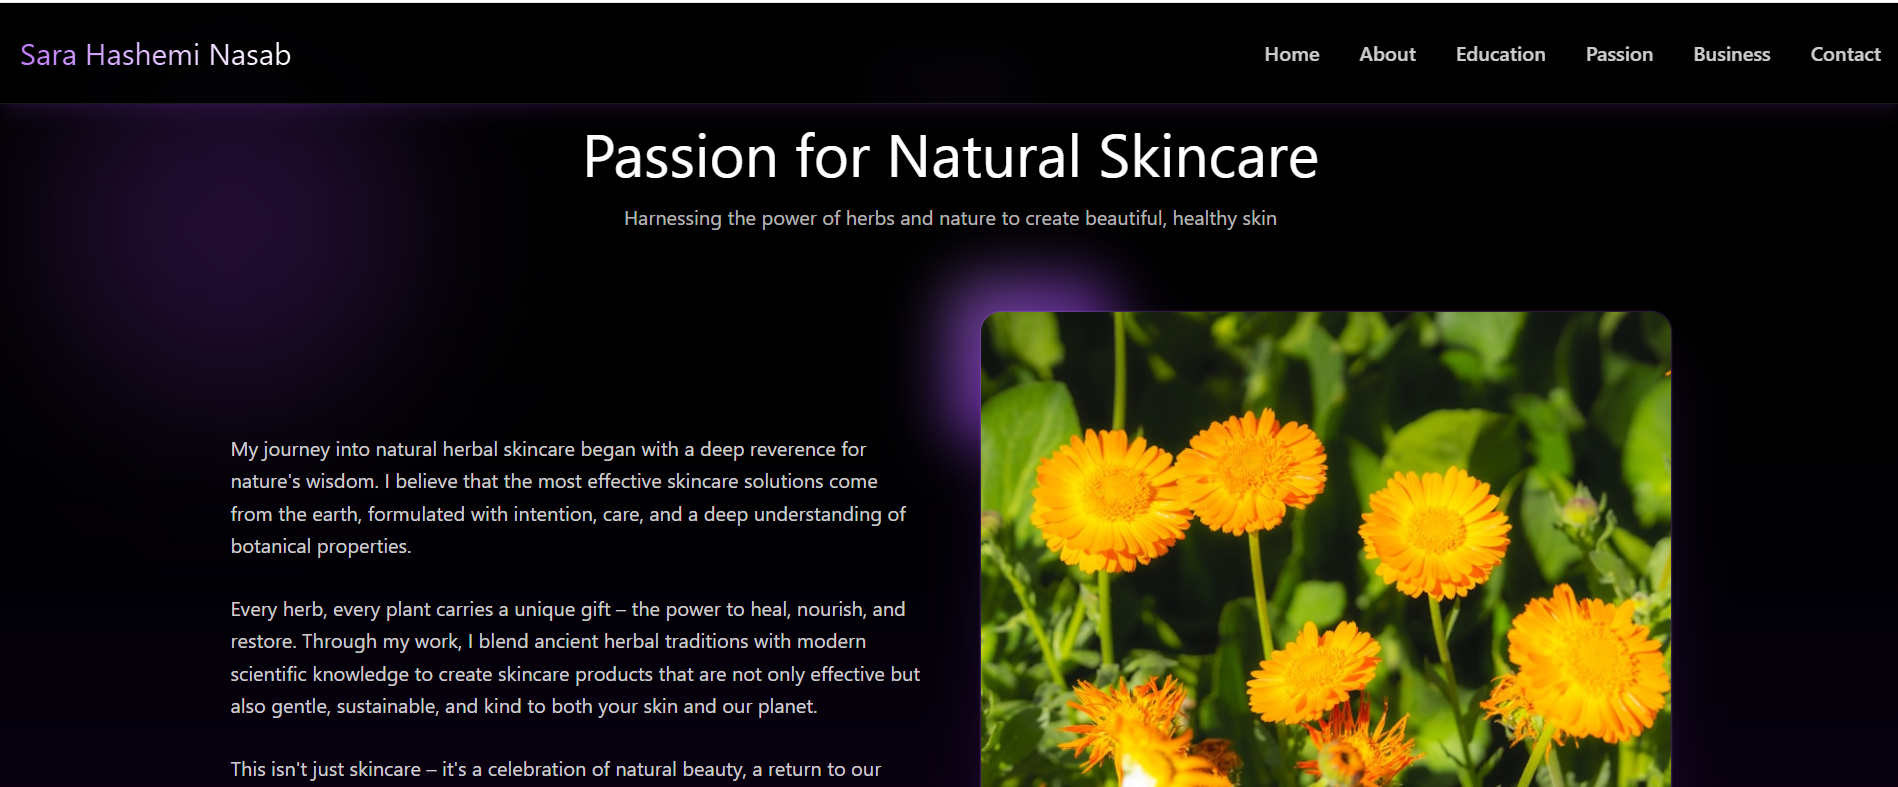 Sara Hashemi Nasab
Home About Education Passion Business Contact
Passion for Natural Skincare
Harnessing the power of herbs and nature to create beautiful, healthy skin
My journey into natural herbal skincare began with a deep reverence for
nature's wisdom. I believe that the most effective skincare solutions come
from the earth, formulated with intention, care, and a deep understanding of
botanical properties.
Every herb, every plant carries a unique gift – the power to heal, nourish, and
restore. Through my work, I blend ancient herbal traditions with modern
scientific knowledge to create skincare products that are not only effective but
also gentle, sustainable, and kind to both your skin and our planet.
This isn't just skincare – it's a celebration of natural beauty, a return to our